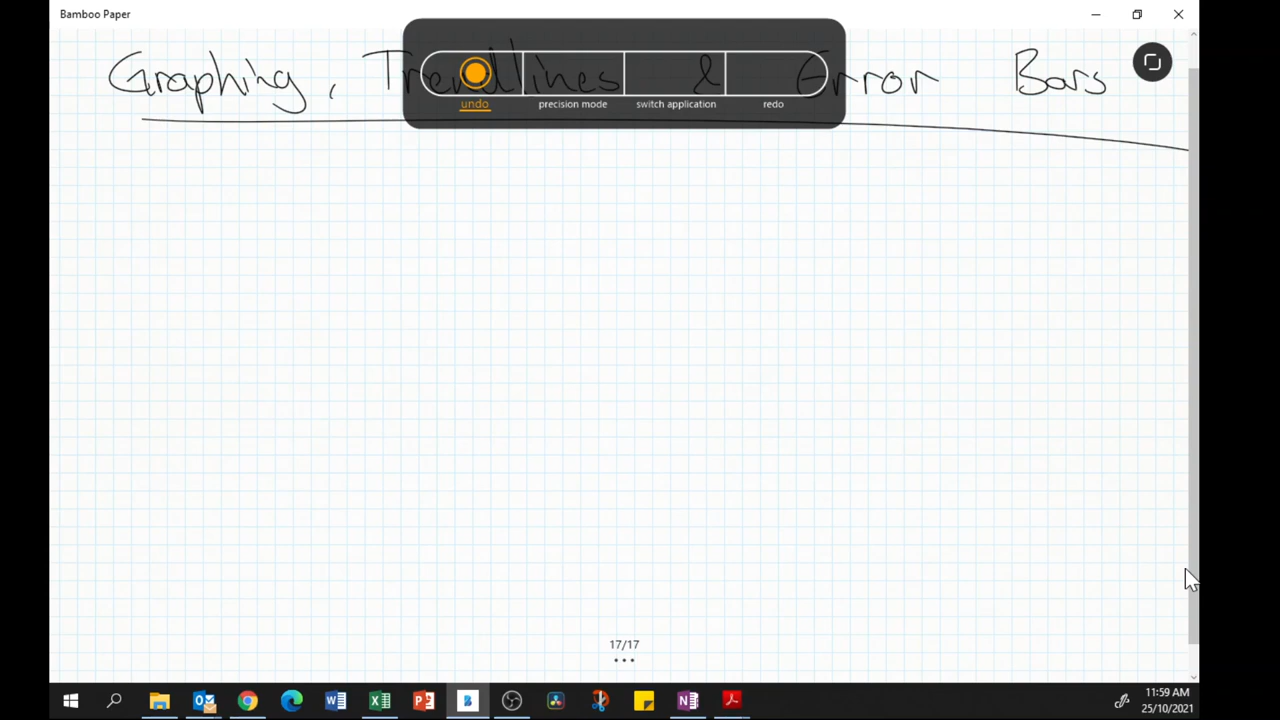 Bamboo Paper
Graphing, Trendlines & Error Bars
undo precision mode switch application redo
17/17
11:59 AM
25/10/2021